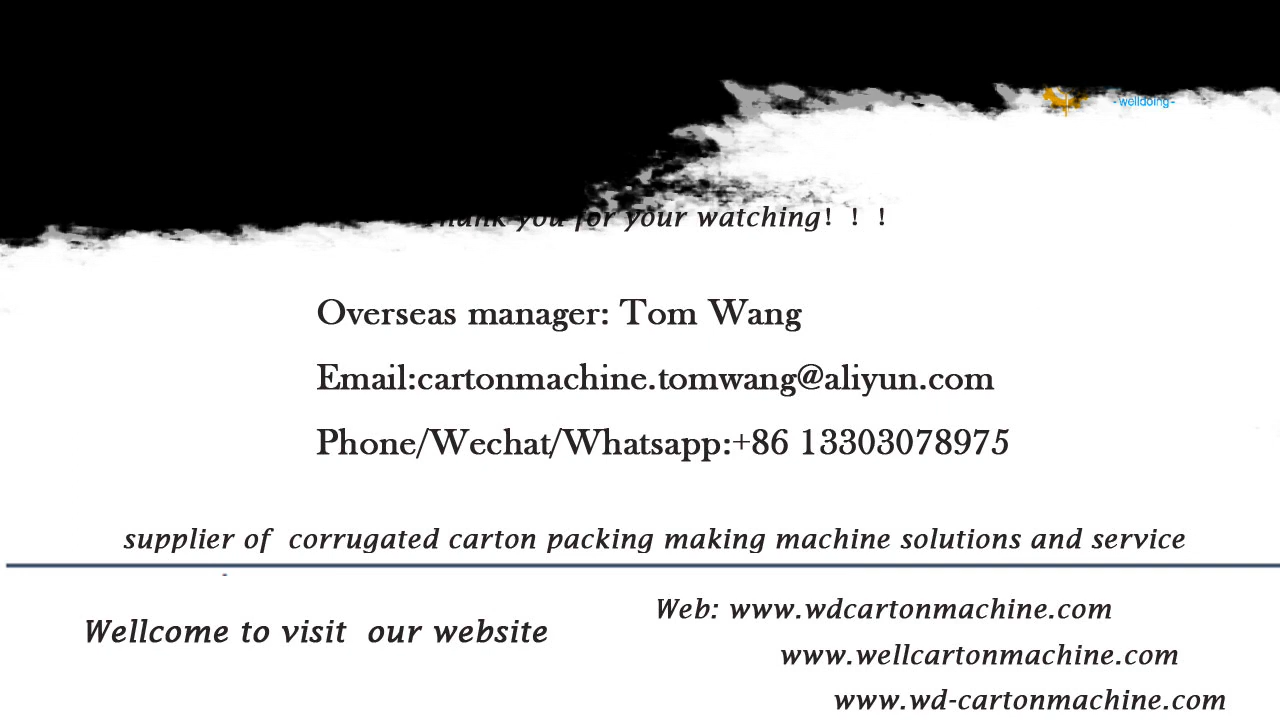 -welldoing-
you for your watching！！！
Overseas manager: Tom Wang
Email:cartonmachine.tomwang@aliyun.com
Phone/Wechat/Whatsapp:+86 13303078975
supplier of corrugated carton packing making machine solutions and service
Wellcome to visit our website
Web: www.wdcartonmachine.com
www.wellcartonmachine.com
www.wd-cartonmachine.com